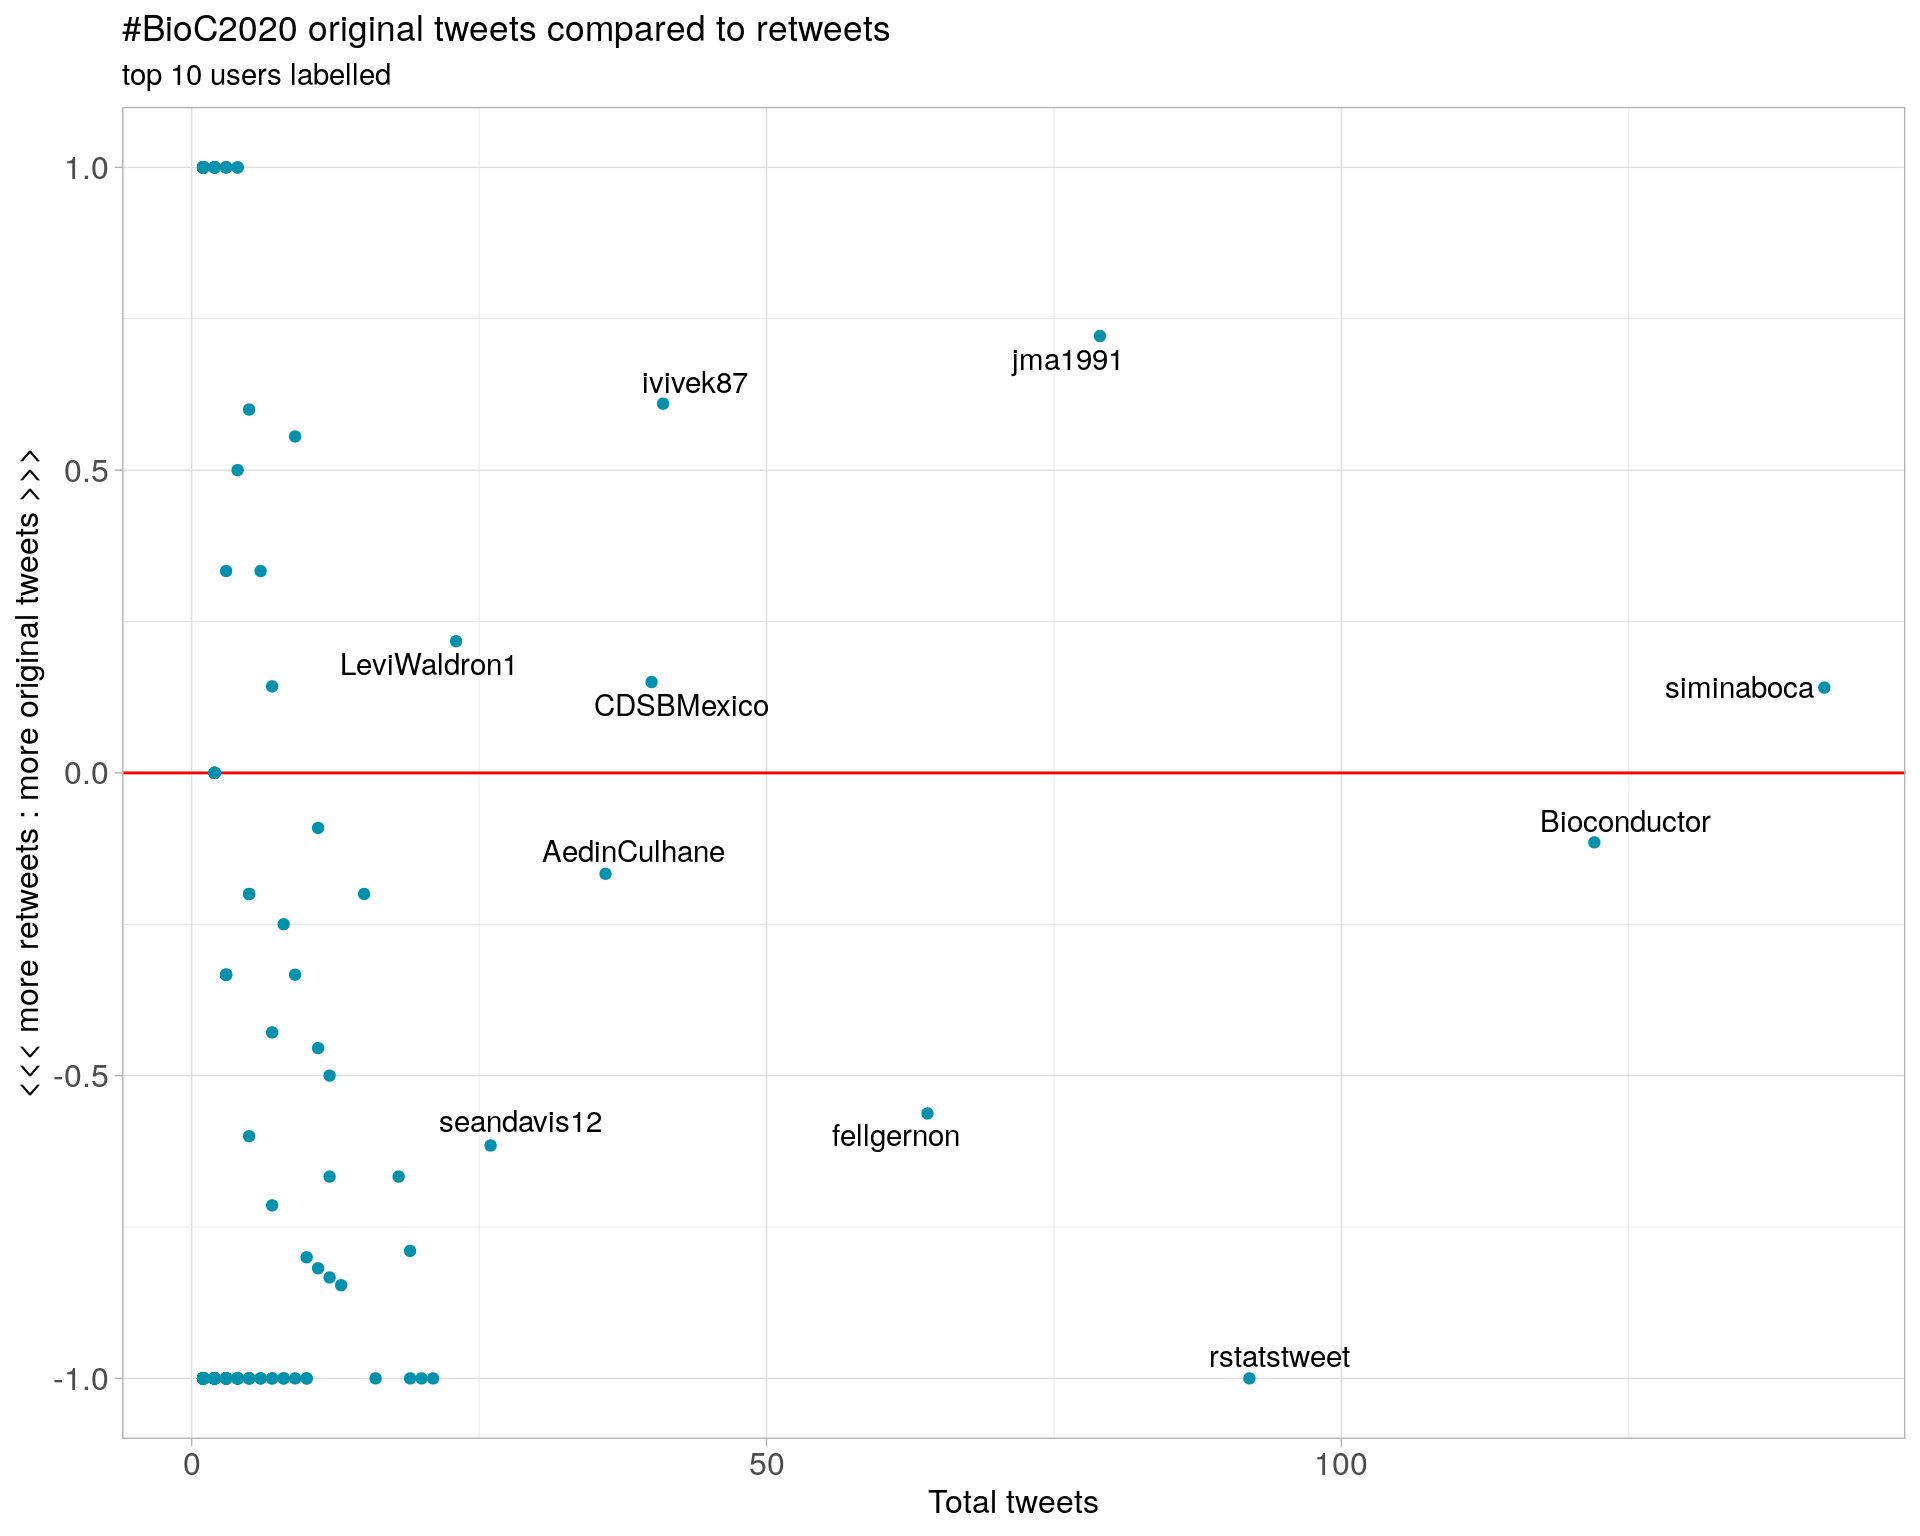 #BioC2020 original tweets compared to retweets
top 10 users labelled
<<< more retweets : more original tweets >>>
1.0
0.5
0.0
-0.5
-1.0
jma1991
ivivek87
LeviWaldron1
CDSBMexico
siminaboca
Bioconductor
AedinCulhane
seandavis12
fellgernon
rstatstweet
0
50
100
Total tweets